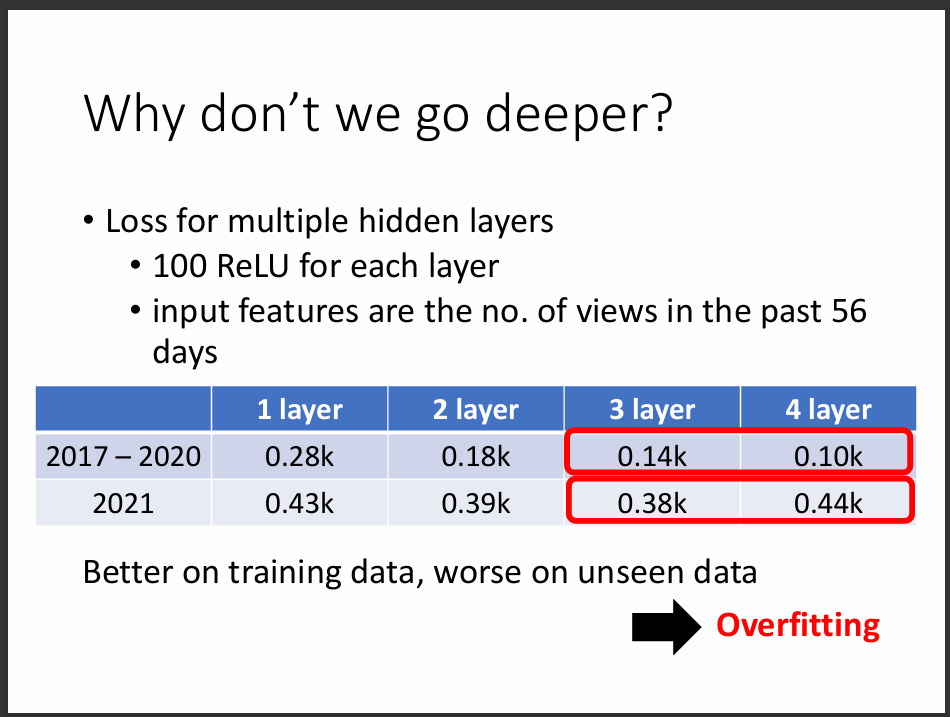 Why don’t we go deeper?
• Loss for multiple hidden layers
• 100 ReLU for each layer
• input features are the no. of views in the past 56
days
1 layer 2 layer 3 layer 4 layer
2017 – 2020 0.28k 0.18k 0.14k 0.10k
2021 0.43k 0.39k 0.38k 0.44k
Better on training data, worse on unseen data
Overfitting